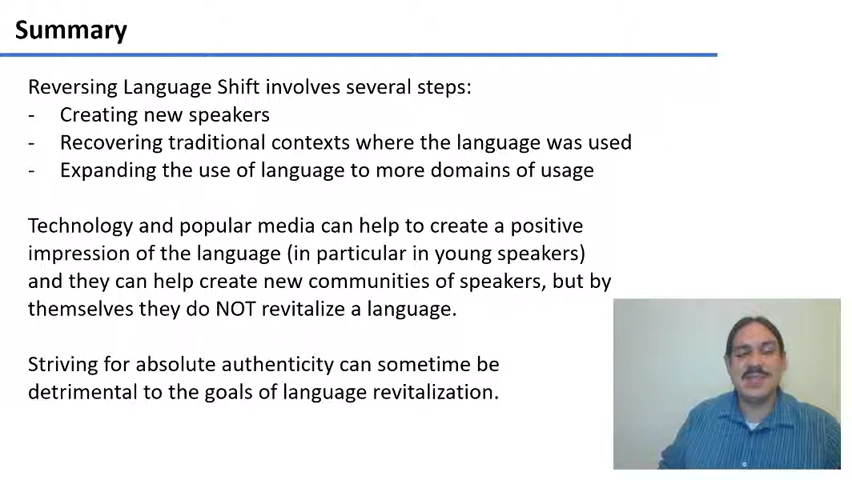 Summary
Reversing Language Shift involves several steps:
- Creating new speakers
- Recovering traditional contexts where the language was used
- Expanding the use of language to more domains of usage
Technology and popular media can help to create a positive
impression of the language (in particular in young speakers)
and they can help create new communities of speakers, but by
themselves they do NOT revitalize a language.
Striving for absolute authenticity can sometime be
detrimental to the goals of language revitalization.